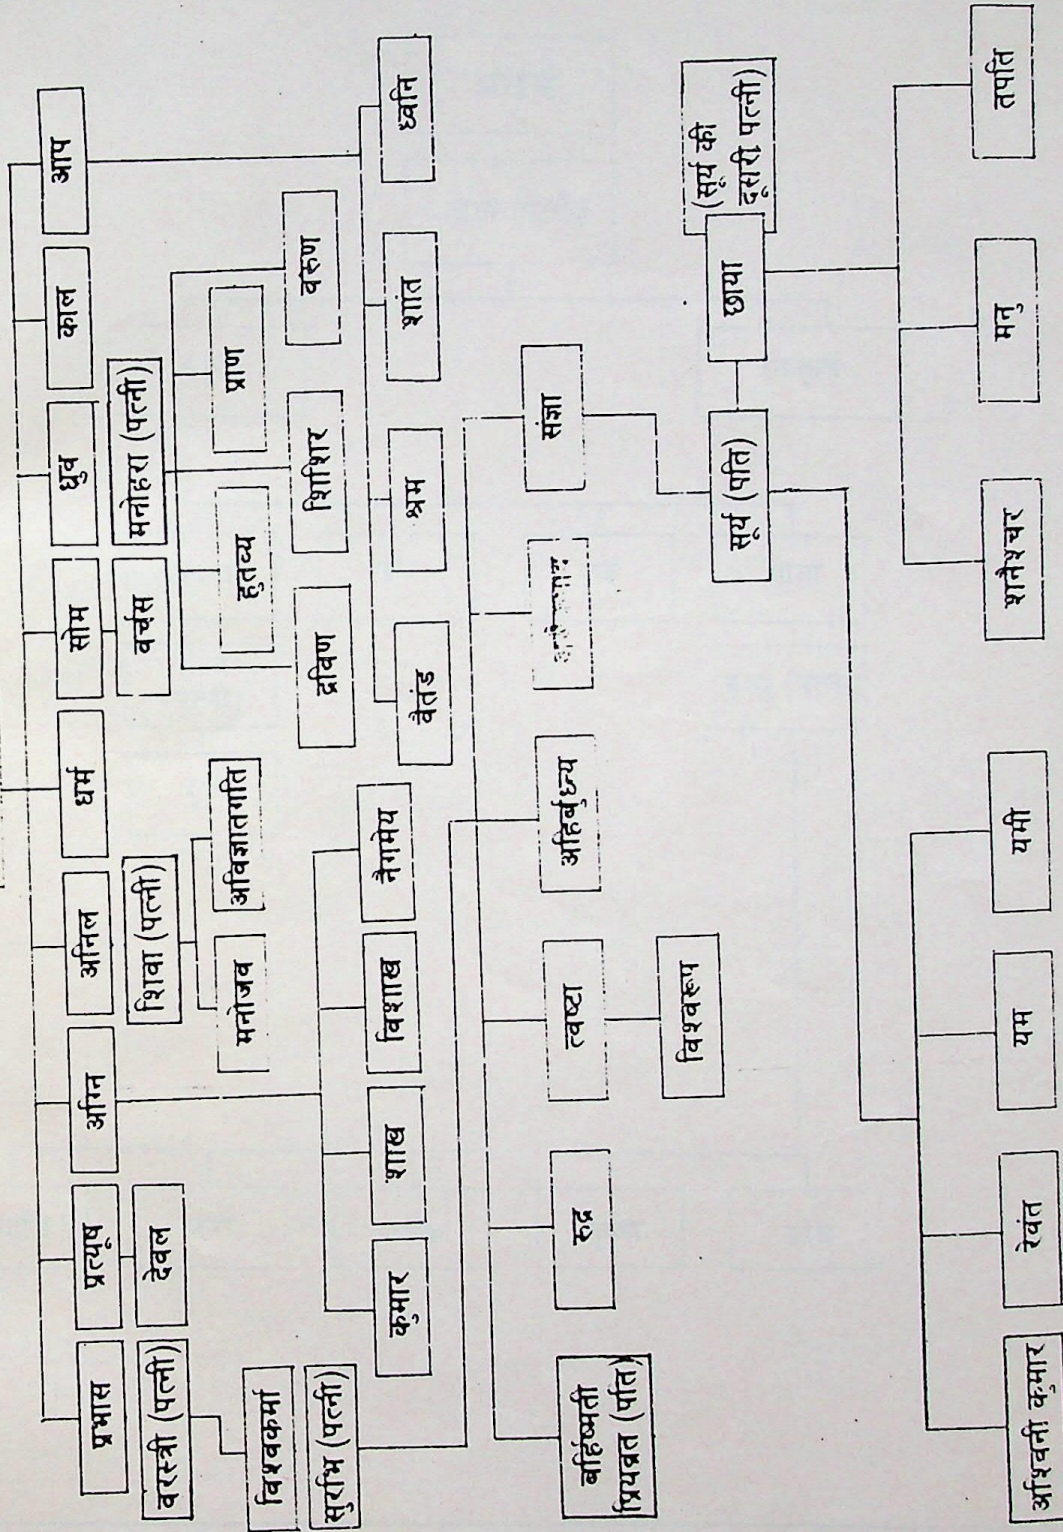 प्रभास
प्रत्यूष
अग्नि
अनिल
धर्म
सोम
ध्रुव
काल
आप
वरस्त्री (पत्नी)
देवल
शिवा (पत्नी)
वर्चस
मनोहरा (पत्नी)
विश्वकर्मा
सुरभि (पत्नी)
मनोजव
अविज्ञातगति
हुतव्य
प्राण
द्रविण
शिशिर
वरुण
कुमार
शाख
विशाख
नैगमेय
वैतंड
श्रम
शांत
ध्वनि
बर्हिष्मती
प्रियव्रत (पति)
रुद्र
त्वष्टा
अहिर्बुध्न्य
संज्ञा
विश्वरूप
सूर्य (पति)
छाया
(सूर्य की
दूसरी पत्नी)
अश्विनी कुमार
रेवंत
यम
यमी
शनैश्चर
मनु
तपति